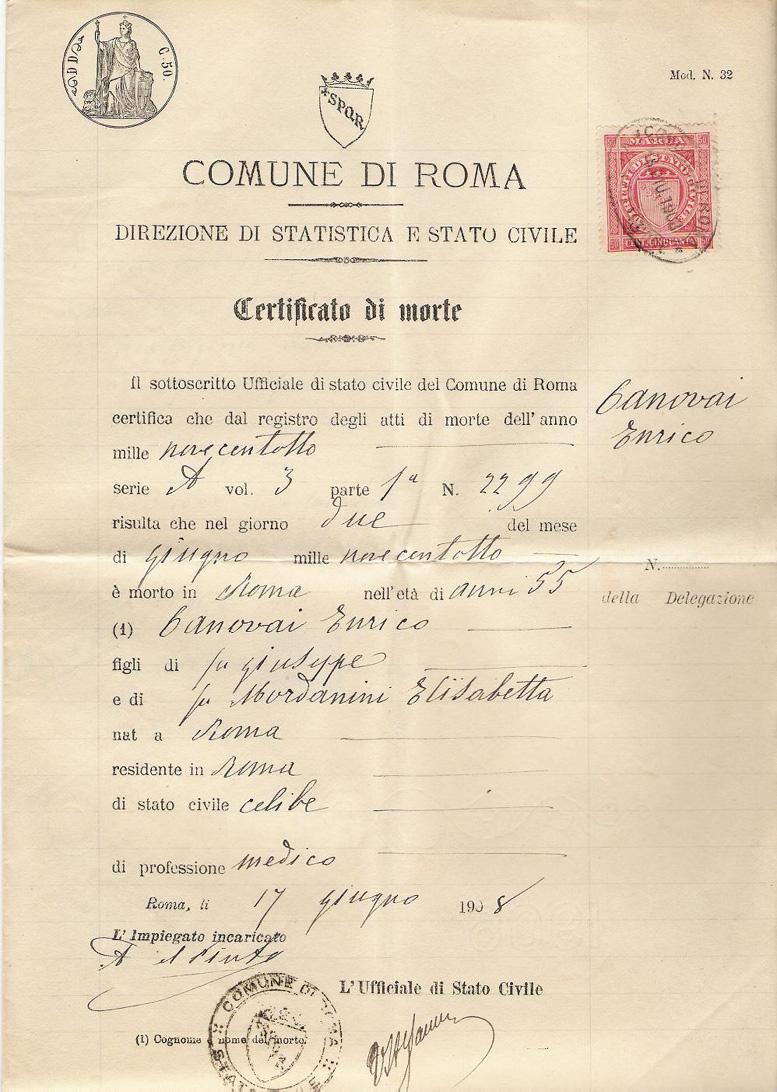 C. 50.
Mod. N. 32
S.P.Q.R.
MARCA
COMUNE DI ROMA
DIREZIONE DI STATISTICA E STATO CIVILE
Certificato di morte
Il sottoscritto Ufficiale di stato civile del Comune di Roma
certifica che dal registro degli atti di morte dell'anno
mille novecentotto
Canovai
Enrico
serie A vol. 3 parte 1a N. 2299
risulta che nel giorno due del mese
di giugno mille novecentotto
è morto in Roma nell'età di anni 55
N. ............
della Delegazione
(1) Canovai Enrico
figli di fu Giuseppe
e di fu Mordanini Elisabetta
nat a Roma
residente in Roma
di stato civile celibe
di professione medico
Roma, li 17 giugno 1908
L'Impiegato incaricato
L'Ufficiale di Stato Civile
COMUNE DI ROMA
(1) Cognome e nome del morto.